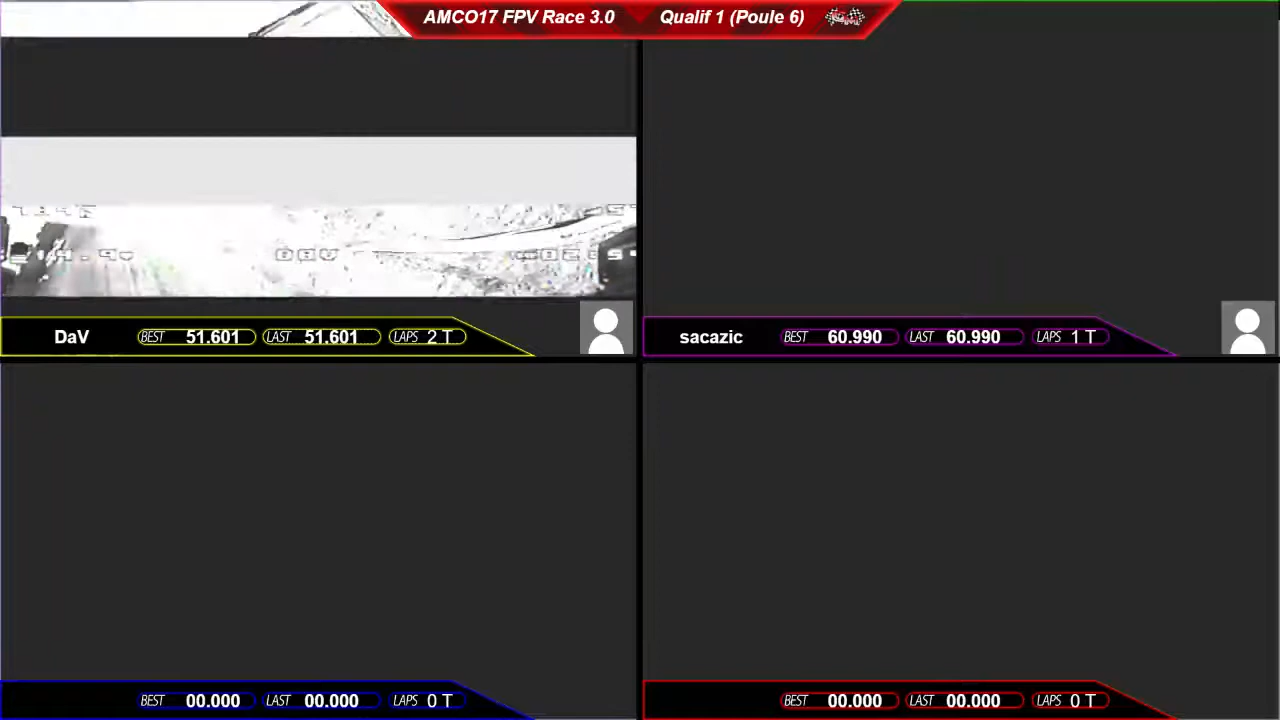 AMCO17 FPV Race 3.0 Qualif 1 (Poule 6)
DaV BEST 51.601 LAST 51.601 LAPS 2 T
sacazic BEST 60.990 LAST 60.990 LAPS 1 T
BEST 00.000 LAST 00.000 LAPS 0 T
BEST 00.000 LAST 00.000 LAPS 0 T